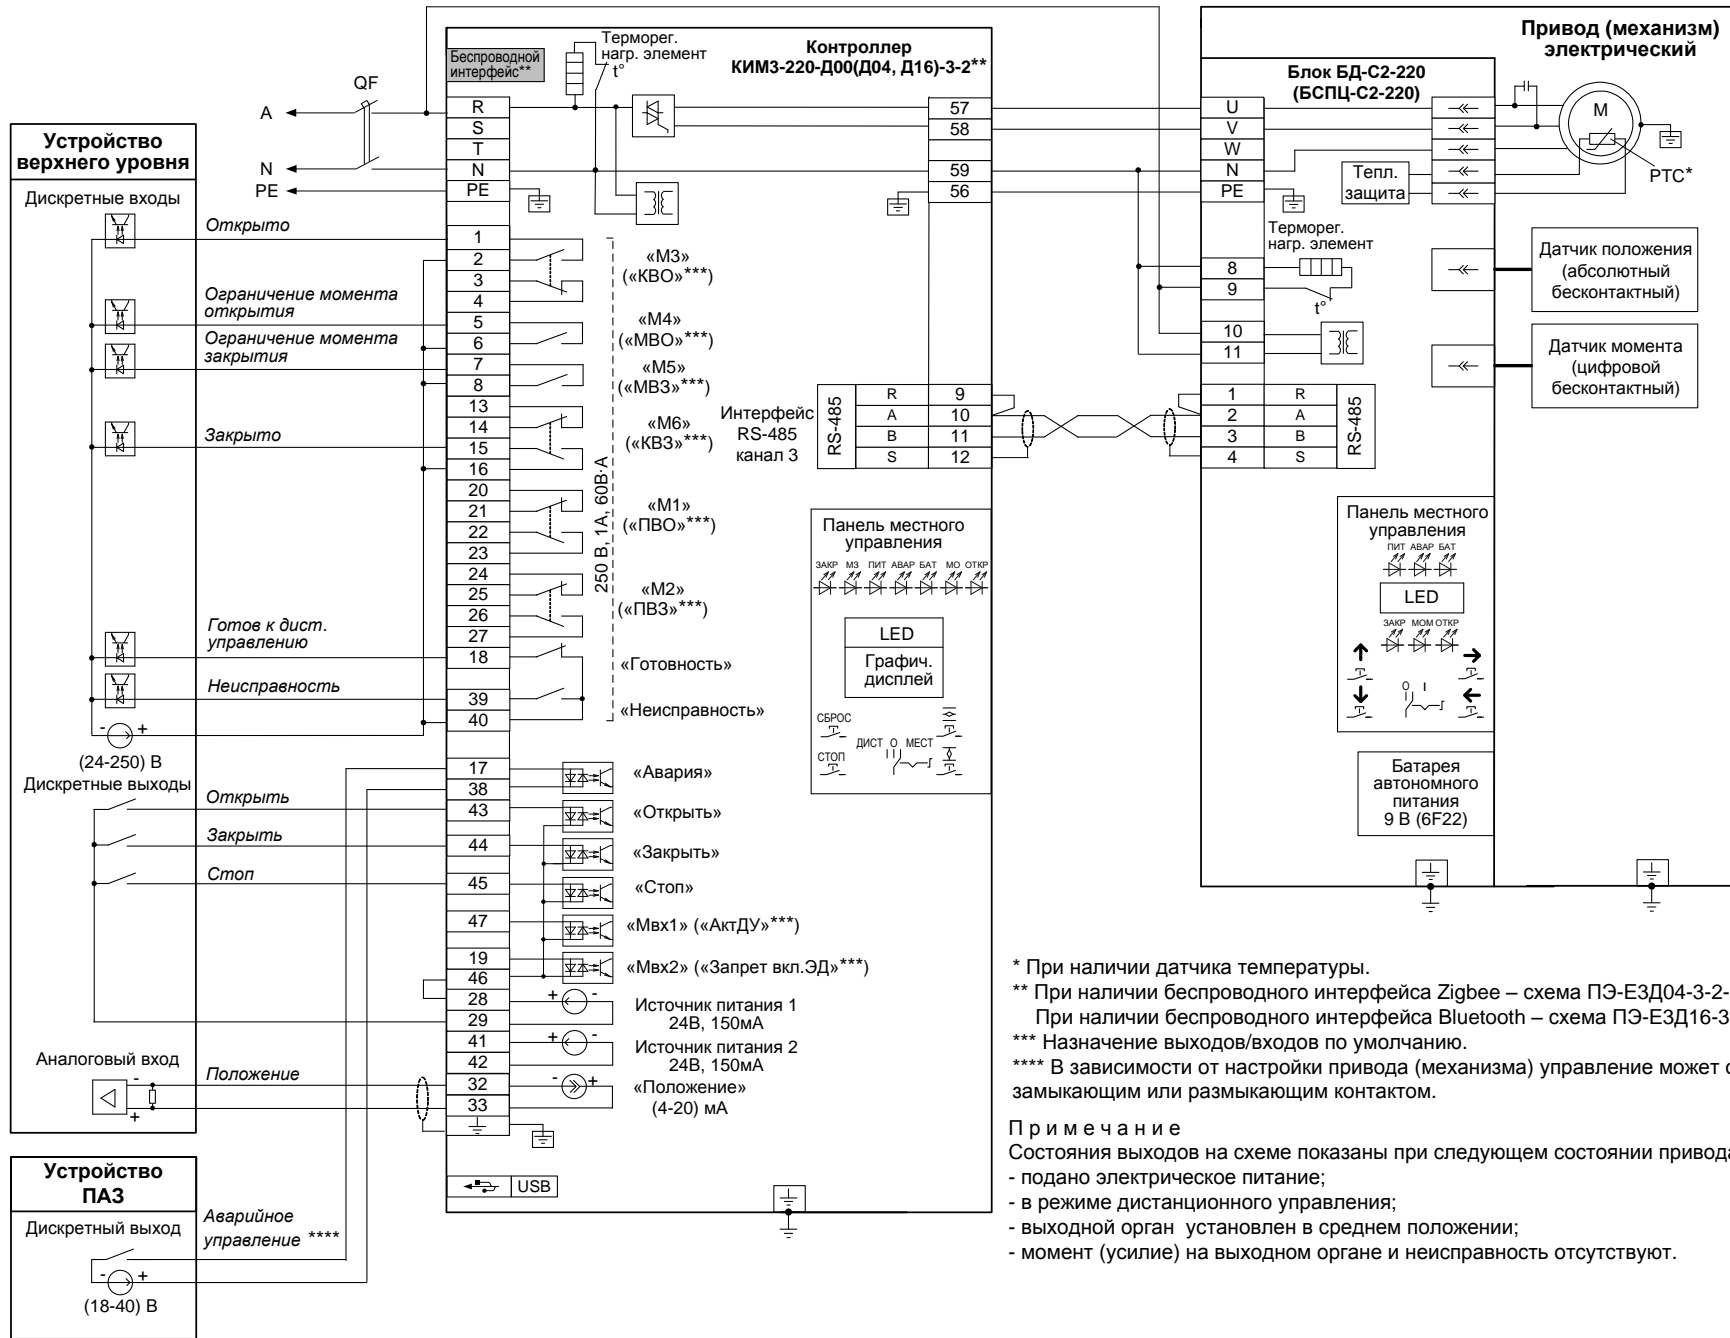 Устройство
верхнего уровня
Дискретные входы
(24-250) В
Дискретные выходы
Аналоговый вход
Устройство
ПАЗ
Дискретный выход
(18-40) В
QF
A
N
PE
Открыто
Ограничение момента
открытия
Ограничение момента
закрытия
Закрыто
Готов к дист.
управлению
Неисправность
Открыть
Закрыть
Стоп
Положение
Аварийное
управление ****
Контроллер
КИМ3-220-Д00(Д04, Д16)-3-2**
Беспроводной
интерфейс**
Терморег.
нагр. элемент
t°
R
S
T
N
PE
1
2
3
4
5
6
7
8
13
14
15
16
20
21
22
23
24
25
26
27
18
39
40
17
38
43
44
45
47
19
46
28
29
41
42
32
33
USB
«М3»
(«КВО»***)
«М4»
(«МВО»***)
«М5»
(«МВЗ»***)
«М6»
(«КВЗ»***)
«М1»
(«ПВО»***)
«М2»
(«ПВЗ»***)
«Готовность»
«Неисправность»
250 В, 1А, 60В·А
«Авария»
«Открыть»
«Закрыть»
«Стоп»
«Мвх1» («АктДУ»***)
«Мвх2» («Запрет вкл.ЭД»***)
+ -
Источник питания 1
24В, 150мА
+ -
Источник питания 2
24В, 150мА
- +
«Положение»
(4-20) мА
57
58
59
56
Интерфейс
RS-485
канал 3
RS-485
R 9
A 10
B 11
S 12
Панель местного
управления
ЗАКР МЗ ПИТ АВАР БАТ МО ОТКР
LED
Графич.
дисплей
СБРОС
СТОП
ДИСТ О МЕСТ
Привод (механизм)
электрический
Блок БД-С2-220
(БСПЦ-С2-220)
U
V
W
N
PE
Тепл.
защита
M
PTC*
Терморег.
нагр. элемент
t°
8
9
10
11
1 R
2 A
3 B
4 S
RS-485
Датчик положения
(абсолютный
бесконтактный)
Датчик момента
(цифровой
бесконтактный)
Панель местного
управления
ПИТ АВАР БАТ
LED
ЗАКР МОМ ОТКР
О I
Батарея
автономного
питания
9 В (6F22)
* При наличии датчика температуры.
** При наличии беспроводного интерфейса Zigbee – схема ПЭ-Е3Д04-3-2-
При наличии беспроводного интерфейса Bluetooth – схема ПЭ-Е3Д16-3
*** Назначение выходов/входов по умолчанию.
**** В зависимости от настройки привода (механизма) управление может
замыкающим или размыкающим контактом.
П р и м е ч а н и е
Состояния выходов на схеме показаны при следующем состоянии привода
- подано электрическое питание;
- в режиме дистанционного управления;
- выходной орган установлен в среднем положении;
- момент (усилие) на выходном органе и неисправность отсутствуют.